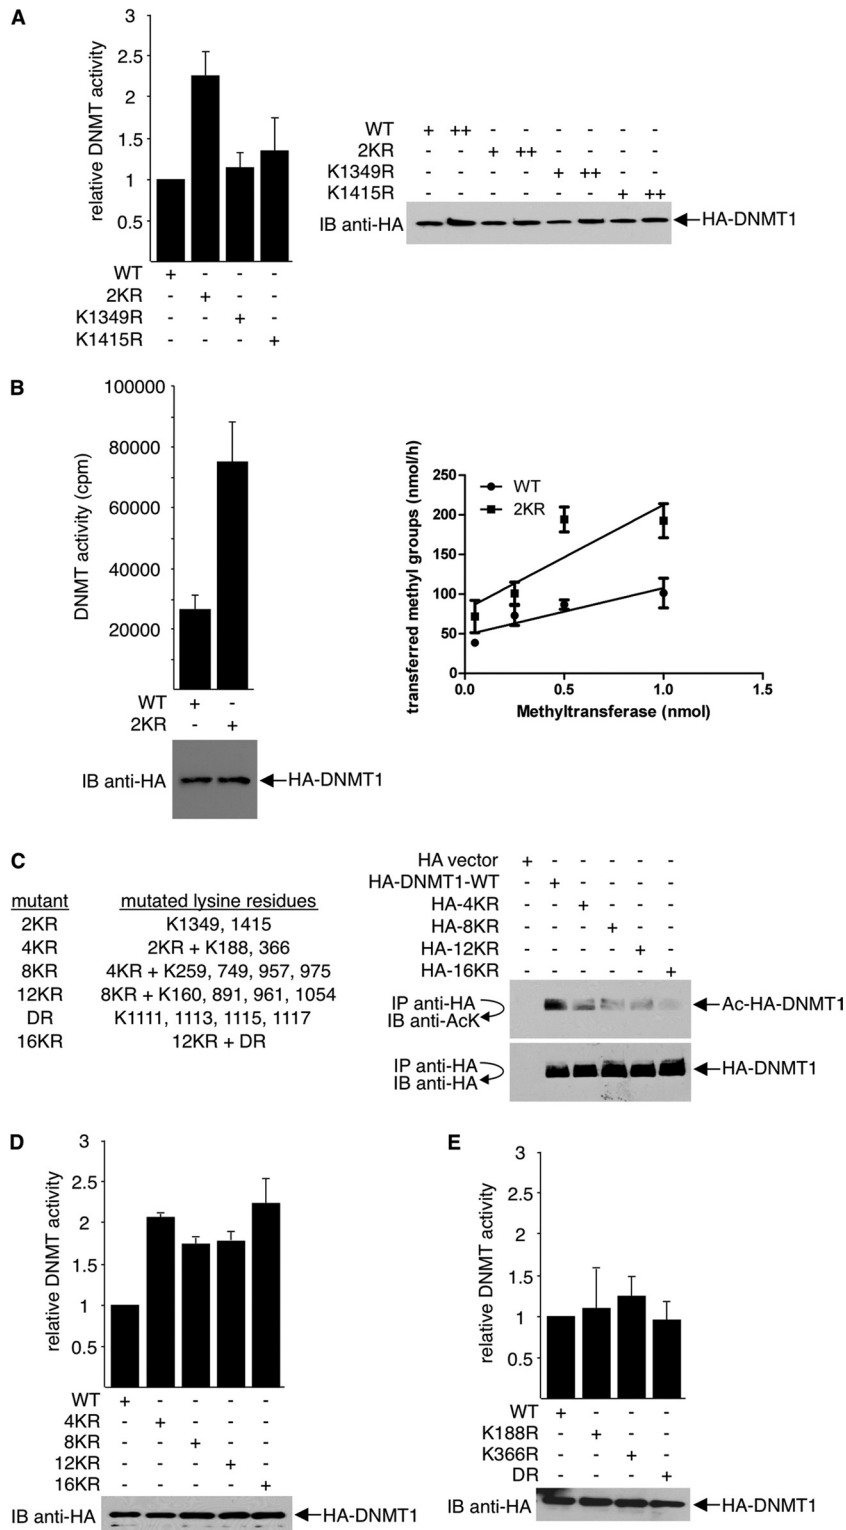 A
relative DNMT activity
3
2.5
2
1.5
1
0.5
WT + - - -
2KR - + - -
K1349R - - + -
K1415R - - - +
WT + ++ - - - - - -
2KR - - + ++ - - - -
K1349R - - - - + ++ - -
K1415R - - - - - - + ++
IB anti-HA
HA-DNMT1
B
DNMT activity (cpm)
100000
80000
60000
40000
20000
WT + -
2KR - +
IB anti-HA
HA-DNMT1
transferred methyl groups (nmol/h)
250
200
150
100
50
0
WT
2KR
0.0 0.5 1.0 1.5
Methyltransferase (nmol)
C
mutant mutated lysine residues
2KR K1349, 1415
4KR 2KR + K188, 366
8KR 4KR + K259, 749, 957, 975
12KR 8KR + K160, 891, 961, 1054
DR K1111, 1113, 1115, 1117
16KR 12KR + DR
HA vector + - - - - -
HA-DNMT1-WT - + - - - -
HA-4KR - - + - - -
HA-8KR - - - + - -
HA-12KR - - - - + -
HA-16KR - - - - - +
IP anti-HA
IB anti-AcK
Ac-HA-DNMT1
IP anti-HA
IB anti-HA
HA-DNMT1
D
relative DNMT activity
3
2.5
2
1.5
1
0.5
WT + - - - -
4KR - + - - -
8KR - - + - -
12KR - - - + -
16KR - - - - +
IB anti-HA
HA-DNMT1
E
relative DNMT activity
3
2.5
2
1.5
1
0.5
WT + - - -
K188R - + - -
K366R - - + -
DR - - - +
IB anti-HA
HA-DNMT1